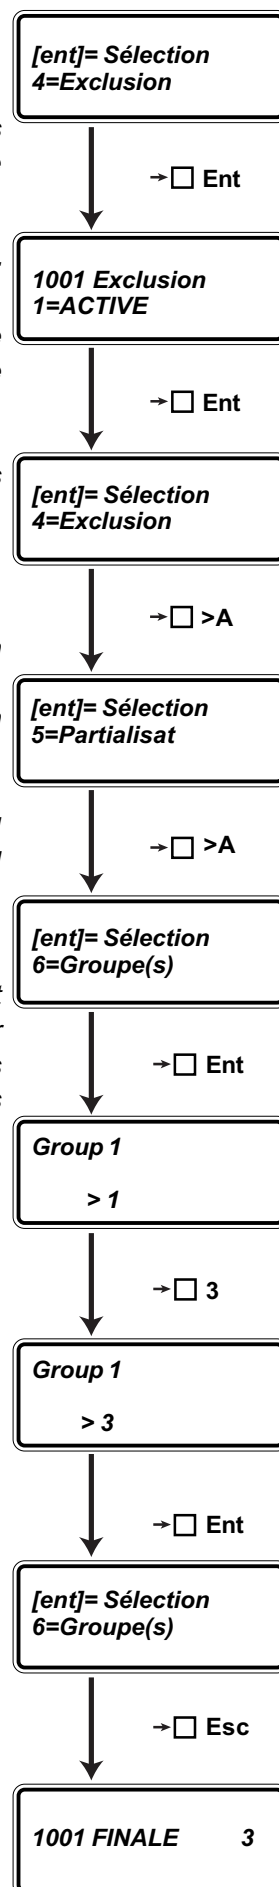 [ent]= Sélection
4=Exclusion
→□ Ent
1001 Exclusion
1=ACTIVE
→□ Ent
[ent]= Sélection
4=Exclusion
→□ >A
[ent]= Sélection
5=Partialisat
→□ >A
[ent]= Sélection
6=Groupe(s)
→□ Ent
Group 1
> 1
→□ 3
Group 1
> 3
→□ Ent
[ent]= Sélection
6=Groupe(s)
→□ Esc
1001 FINALE 3